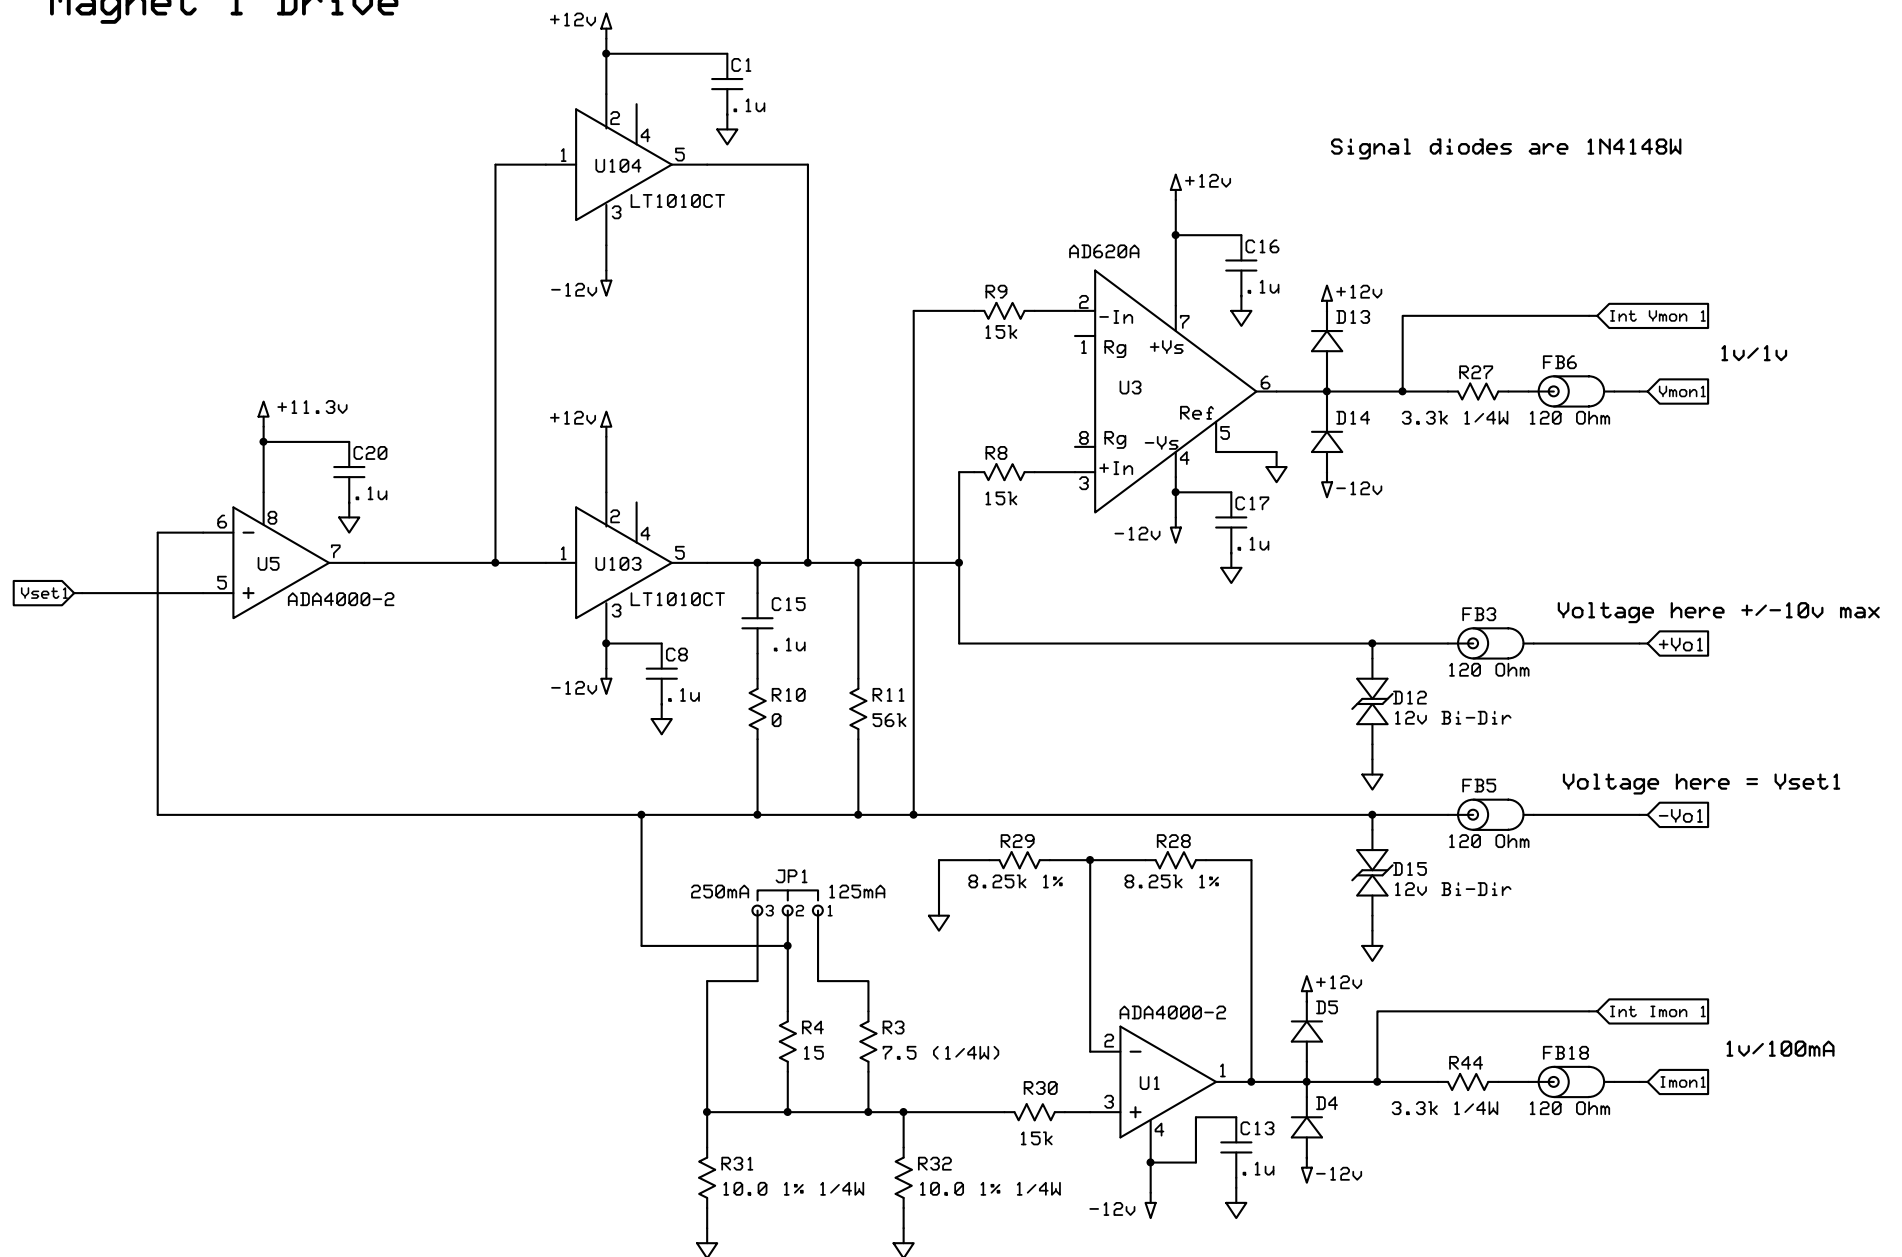 Magnet 1 Drive
+12v
C1
.1u
2
4
1
U104
5
LT1010CT
3
-12v
Signal diodes are 1N4148W
+12v
AD620A
C16
.1u
R9
15k
2
-In
7
1
Rg
+Vs
U3
6
Ref
5
8
Rg
-Vs
4
R8
15k
+In
3
C17
.1u
-12v
+12v
D13
D14
-12v
Int Vmon 1
1v/1v
R27
3.3k 1/4W
FB6
120 Ohm
Vmon1
+11.3v
C20
.1u
8
6
-
U5
7
5
+
ADA4000-2
Vset1
+12v
2
4
1
U103
5
LT1010CT
3
-12v
C8
.1u
C15
.1u
R10
0
R11
56k
Voltage here +/-10v max
FB3
120 Ohm
+Vo1
D12
12v Bi-Dir
Voltage here = Vset1
FB5
120 Ohm
-Vo1
D15
12v Bi-Dir
R29
8.25k 1%
R28
8.25k 1%
JP1
250mA
125mA
3
2
1
R4
15
R3
7.5 (1/4W)
R30
15k
R31
10.0 1% 1/4W
R32
10.0 1% 1/4W
ADA4000-2
2
-
U1
1
3
+
4
-12v
C13
.1u
+12v
D5
D4
-12v
Int Imon 1
1v/100mA
R44
3.3k 1/4W
FB18
120 Ohm
Imon1